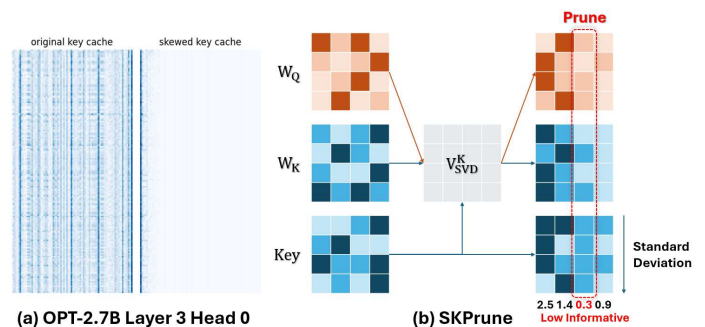 Prune
original key cache
skewed key cache
W_Q
W_K
V^K_SVD
Key
Standard
Deviation
2.5 1.4 0.3 0.9
Low Informative
(a) OPT-2.7B Layer 3 Head 0
(b) SKPrune